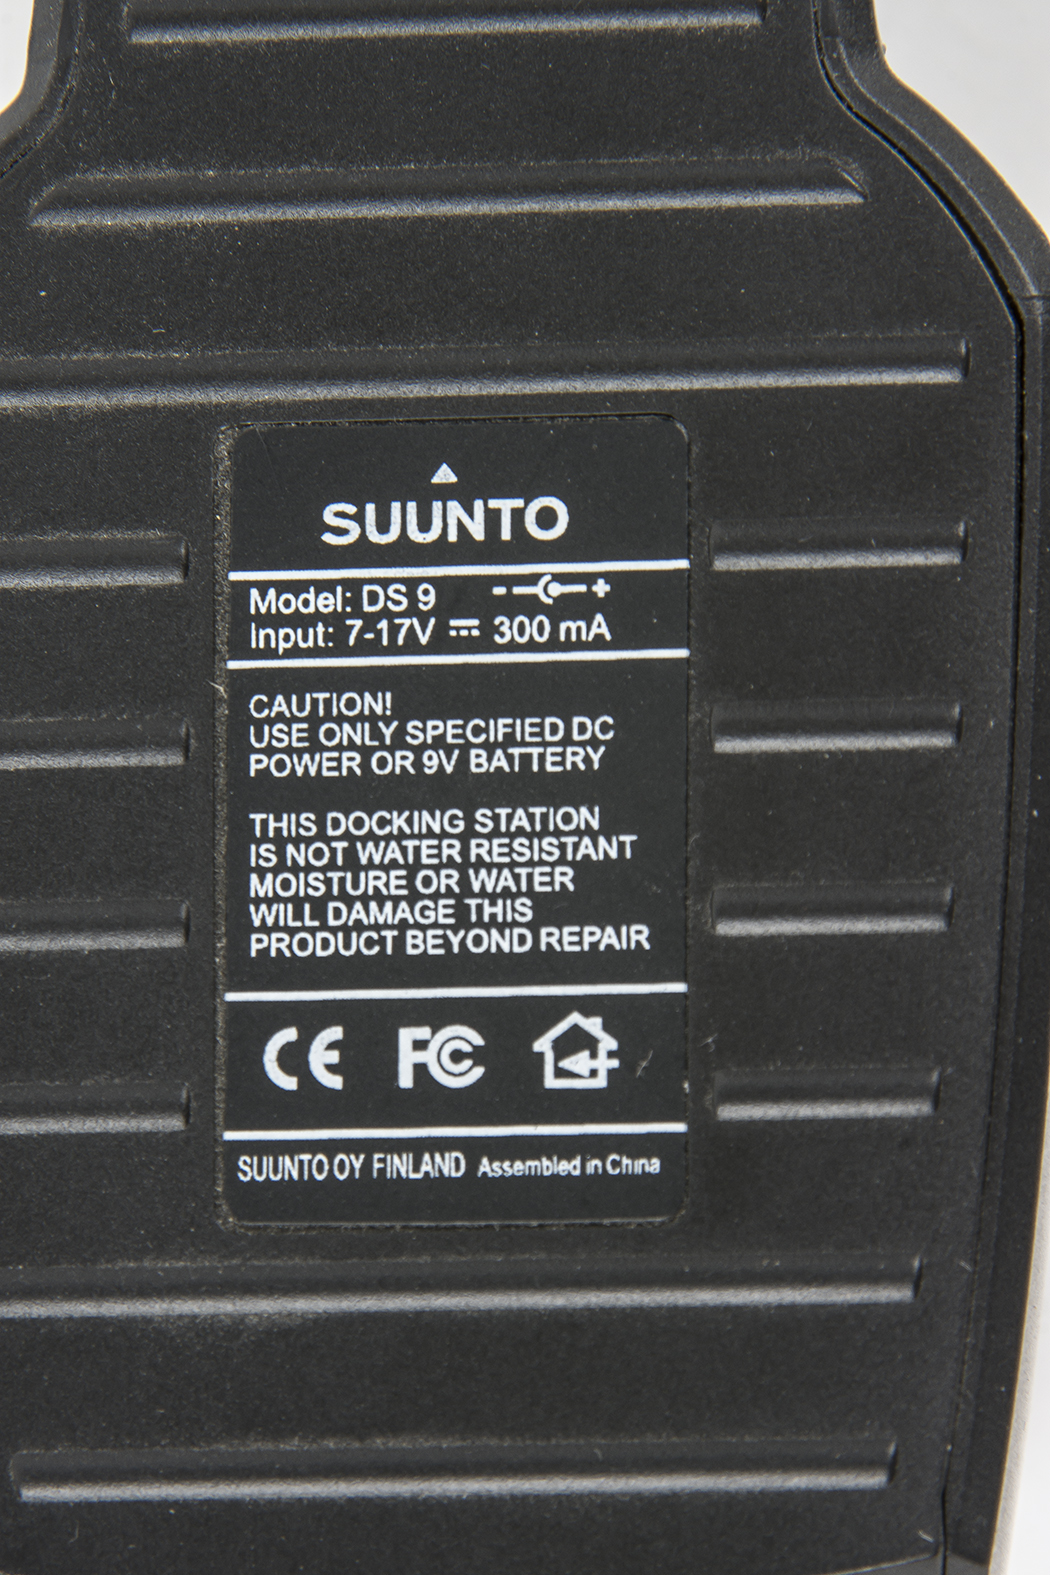 SUUNTO
Model: DS 9 - +
Input: 7-17V ⎓ 300 mA
CAUTION!
USE ONLY SPECIFIED DC
POWER OR 9V BATTERY
THIS DOCKING STATION
IS NOT WATER RESISTANT
MOISTURE OR WATER
WILL DAMAGE THIS
PRODUCT BEYOND REPAIR
CE FC
SUUNTO OY FINLAND Assembled in China